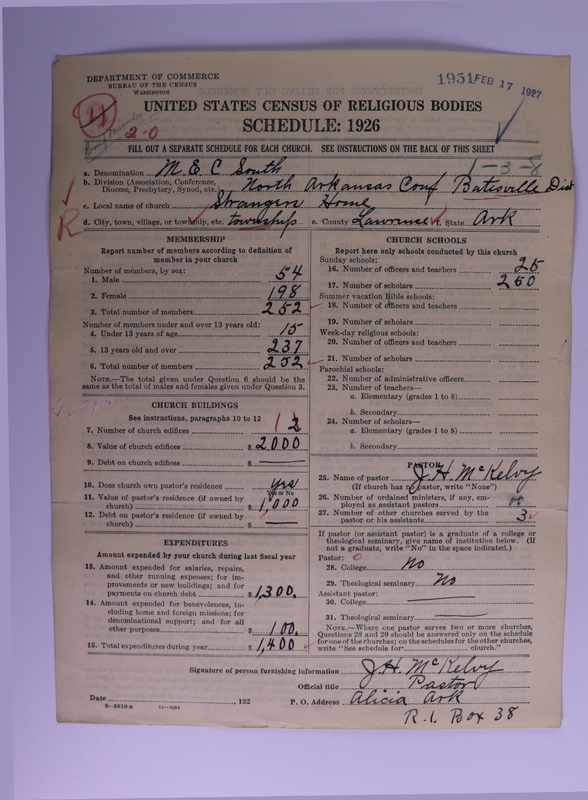 DEPARTMENT OF COMMERCE
BUREAU OF THE CENSUS
WASHINGTON
1951 FEB 17 1927
UNITED STATES CENSUS OF RELIGIOUS BODIES
SCHEDULE: 1926
2-0
FILL OUT A SEPARATE SCHEDULE FOR EACH CHURCH. SEE INSTRUCTIONS ON THE BACK OF THIS SHEET
1-3-8
a. Denomination M. E. C South
b. Division (Association, Conference, Diocese, Presbytery, Synod, etc. North Arkansas Conf Batesville Dist
c. Local name of church Strangers Home
R
d. City, town, village, or township, etc. township e. County Lawrence State Ark
MEMBERSHIP
Report number of members according to definition of member in your church
Number of members, by sex:
1. Male 54
2. Female 198
3. Total number of members 252
Number of members under and over 13 years old:
4. Under 13 years of age 15
5. 13 years old and over 237
6. Total number of members 252
NOTE.—The total given under Question 6 should be the same as the total of males and females given under Question 3.
CHURCH BUILDINGS
See instructions, paragraphs 10 to 12
7. Number of church edifices 1 2
8. Value of church edifices $ 2000
9. Debt on church edifices $
10. Does church own pastor's residence yes
Yes or No
11. Value of pastor's residence (if owned by church) $ 1,000
12. Debt on pastor's residence (if owned by church) $
EXPENDITURES
Amount expended by your church during last fiscal year
13. Amount expended for salaries, repairs, and other running expenses; for improvements or new buildings; and for payments on church debt $ 1,300.
14. Amount expended for benevolences, including home and foreign missions; for denominational support; and for all other purposes 100.
15. Total expenditures during year $ 1,400
CHURCH SCHOOLS
Report here only schools conducted by this church
Sunday schools:
16. Number of officers and teachers 25
17. Number of scholars 250
Summer vacation Bible schools:
18. Number of officers and teachers
19. Number of scholars
Week-day religious schools:
20. Number of officers and teachers
21. Number of scholars
Parochial schools:
22. Number of administrative officers
23. Number of teachers—
a. Elementary (grades 1 to 8)
b. Secondary
24. Number of scholars—
a. Elementary (grades 1 to 8)
b. Secondary
PASTOR
25. Name of pastor J. H. McKelvy
(If church has no pastor, write "None")
26. Number of ordained ministers, if any, employed as assistant pastors
27. Number of other churches served by the pastor or his assistants 3
If pastor (or assistant pastor) is a graduate of a college or theological seminary, give name of institution below. (If not a graduate, write "No" in the space indicated.)
Pastor: 0
28. College No
29. Theological seminary No
Assistant pastor:
30. College
31. Theological seminary
NOTE.—Where one pastor serves two or more churches, Questions 28 and 29 should be answered only on the schedule for one of the churches; on the schedules for the other churches, write "See schedule for church."
Signature of person furnishing information J. H. McKelvy
Official title Pastor
Date , 192 P. O. Address Alicia Ark
8—5518 a
R. 1. Box 38